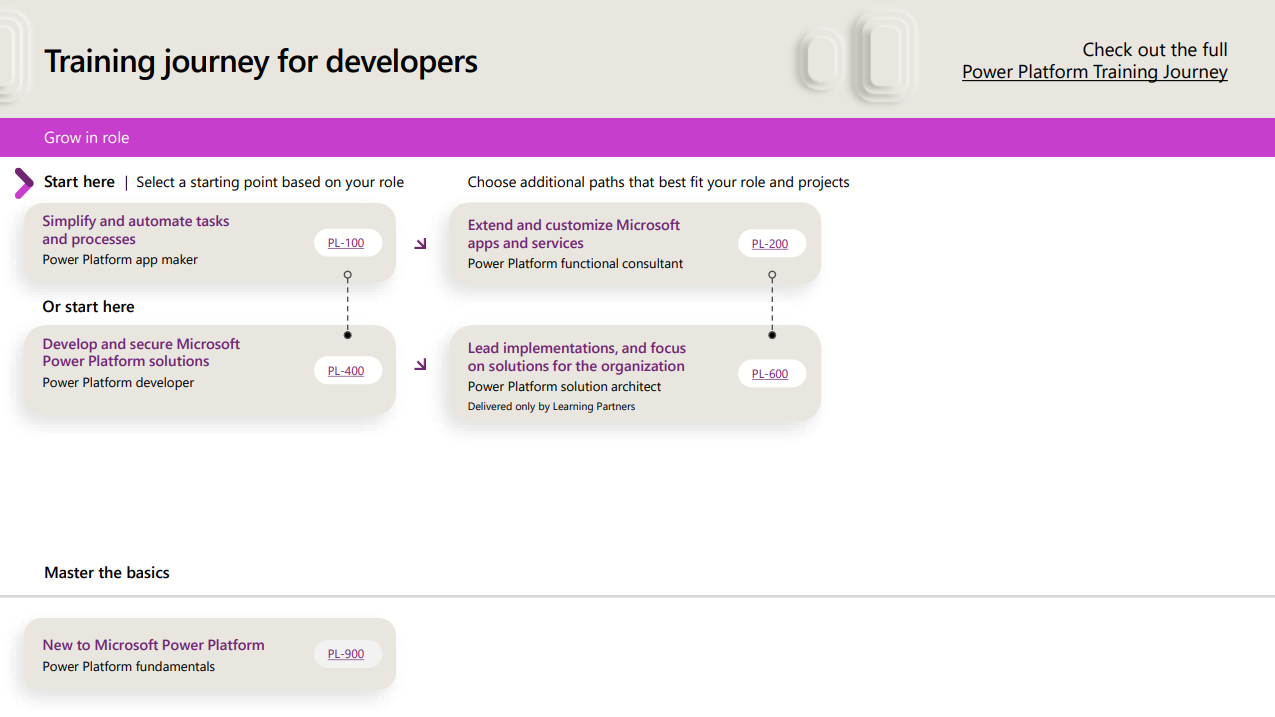 Training journey for developers
Check out the full
Power Platform Training Journey
Grow in role
Start here | Select a starting point based on your role
Choose additional paths that best fit your role and projects
Simplify and automate tasks
and processes
Power Platform app maker
PL-100
Extend and customize Microsoft
apps and services
Power Platform functional consultant
PL-200
Or start here
Develop and secure Microsoft
Power Platform solutions
Power Platform developer
PL-400
Lead implementations, and focus
on solutions for the organization
Power Platform solution architect
Delivered only by Learning Partners
PL-600
Master the basics
New to Microsoft Power Platform
Power Platform fundamentals
PL-900